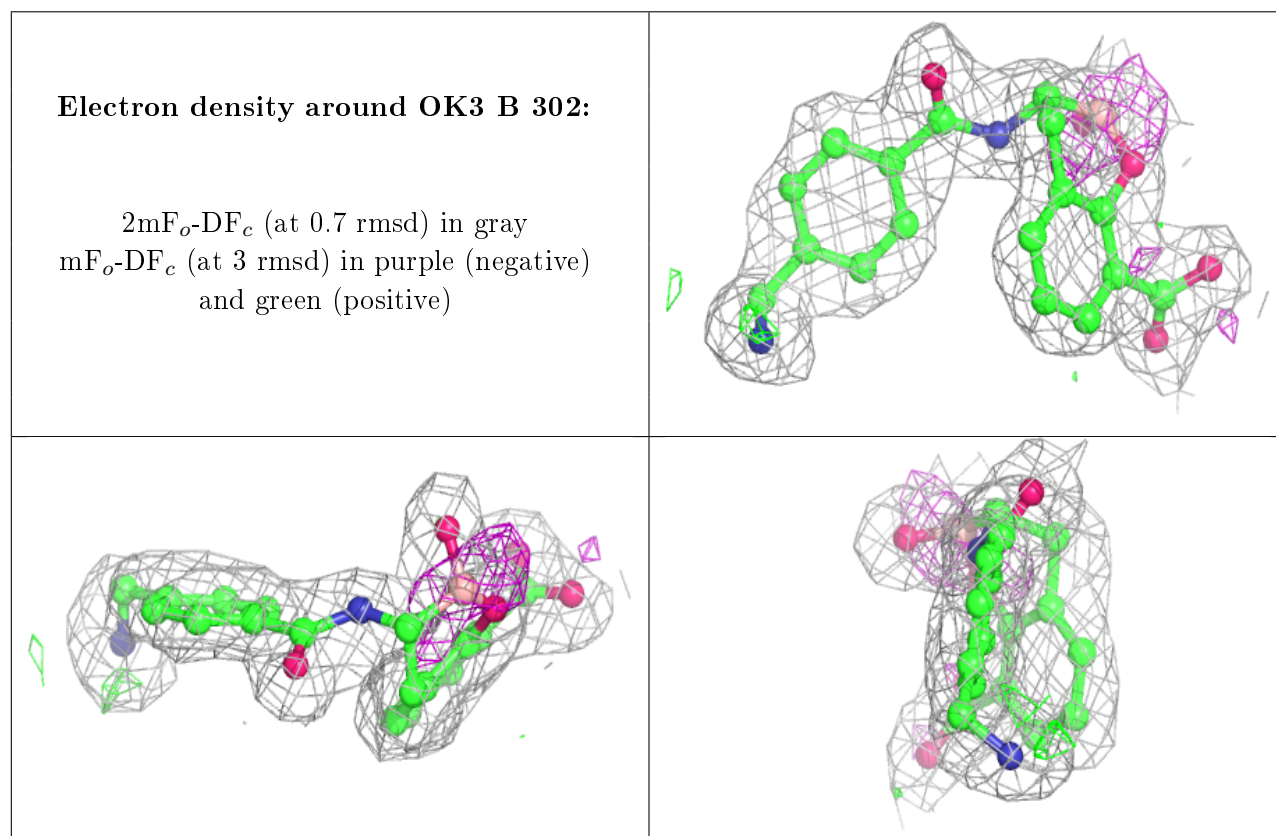 Electron density around OK3 B 302:
2mFo-DFc (at 0.7 rmsd) in gray
mFo-DFc (at 3 rmsd) in purple (negative)
and green (positive)